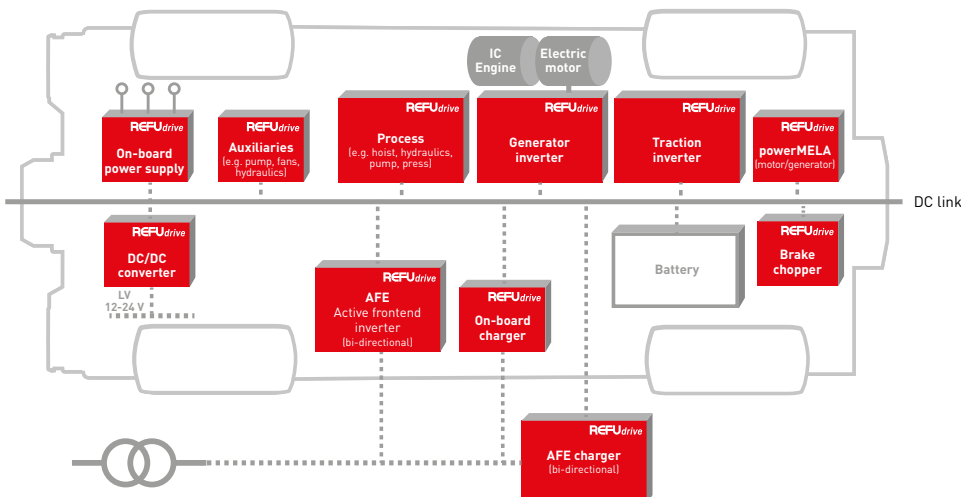 IC
Engine
Electric
motor
REFUdrive
On-board
power supply
REFUdrive
Auxiliaries
(e.g. pump, fans,
hydraulics)
REFUdrive
Process
(e.g. hoist, hydraulics,
pump, press)
REFUdrive
Generator
inverter
REFUdrive
Traction
inverter
REFUdrive
powerMELA
(motor/generator)
DC link
REFUdrive
DC/DC
converter
LV
12-24 V
REFUdrive
AFE
Active frontend
inverter
(bi-directional)
REFUdrive
On-board
charger
Battery
REFUdrive
Brake
chopper
REFUdrive
AFE charger
(bi-directional)